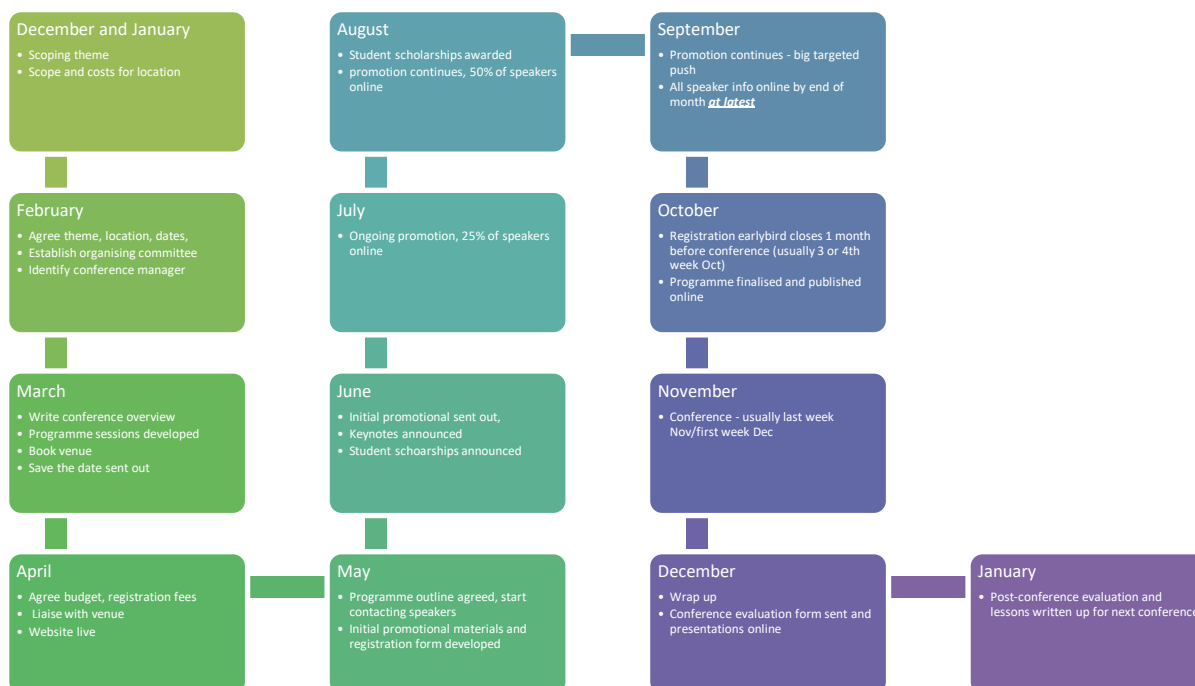 December and January
• Scoping theme
• Scope and costs for location
February
• Agree theme, location, dates,
• Establish organising committee
• Identify conference manager
March
• Write conference overview
• Programme sessions developed
• Book venue
• Save the date sent out
April
• Agree budget, registration fees
• Liaise with venue
• Website live
May
• Programme outline agreed, start
contacting speakers
• Initial promotional materials and
registration form developed
June
• Initial promotional sent out,
• Keynotes announced
• Student schoarships announced
July
• Ongoing promotion, 25% of speakers
online
August
• Student scholarships awarded
• promotion continues, 50% of speakers
online
September
• Promotion continues - big targeted
push
• All speaker info online by end of
month at latest
October
• Registration earlybird closes 1 month
before conference (usually 3 or 4th
week Oct)
• Programme finalised and published
online
November
• Conference - usually last week
Nov/first week Dec
December
• Wrap up
• Conference evaluation form sent and
presentations online
January
• Post-conference evaluation and
lessons written up for next conference